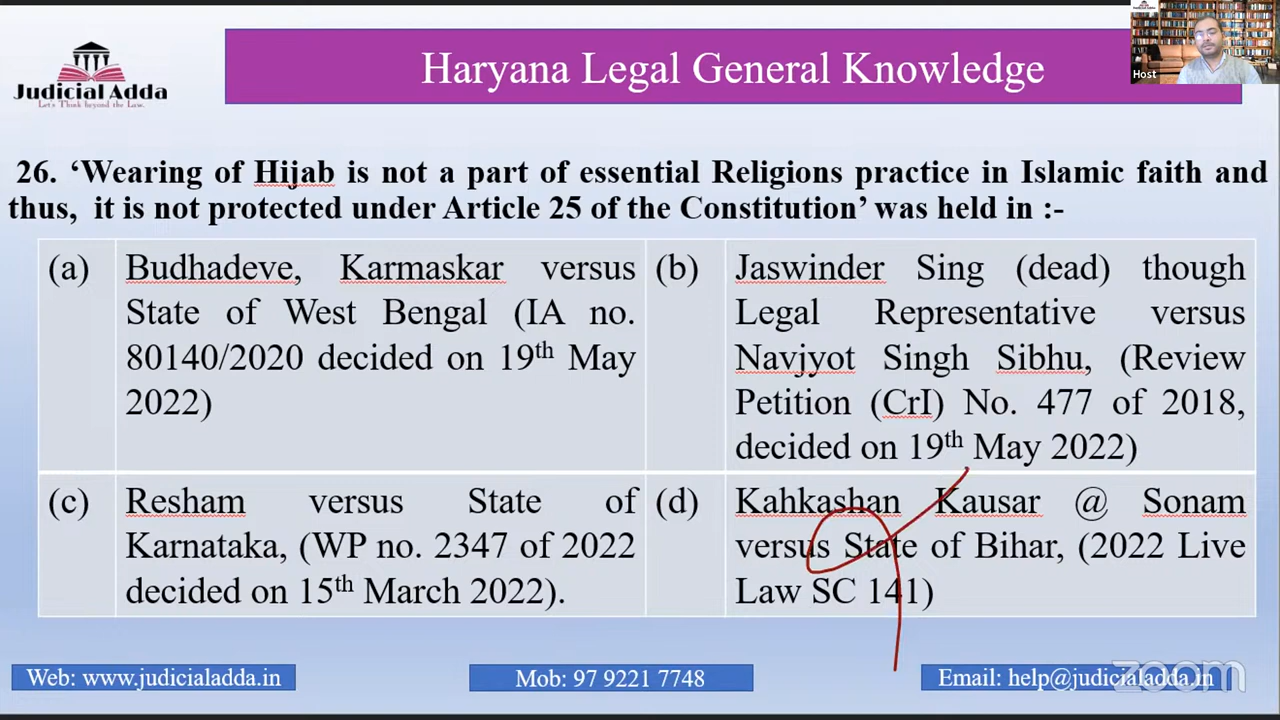 Judicial Adda
Let's Think beyond the Law.
Haryana Legal General Knowledge
Host
26. ‘Wearing of Hijab is not a part of essential Religions practice in Islamic faith and
thus, it is not protected under Article 25 of the Constitution’ was held in :-
(a)
Budhadeve, Karmaskar versus
State of West Bengal (IA no.
80140/2020 decided on 19th May
2022)
(b)
Jaswinder Sing (dead) though
Legal Representative versus
Navjyot Singh Sibhu, (Review
Petition (CrI) No. 477 of 2018,
decided on 19th May 2022)
(c)
Resham versus State of
Karnataka, (WP no. 2347 of 2022
decided on 15th March 2022).
(d)
Kahkashan Kausar @ Sonam
versus State of Bihar, (2022 Live
Law SC 141)
Web: www.judicialadda.in
Mob: 97 9221 7748
Email: help@judicialadda.in
zoom